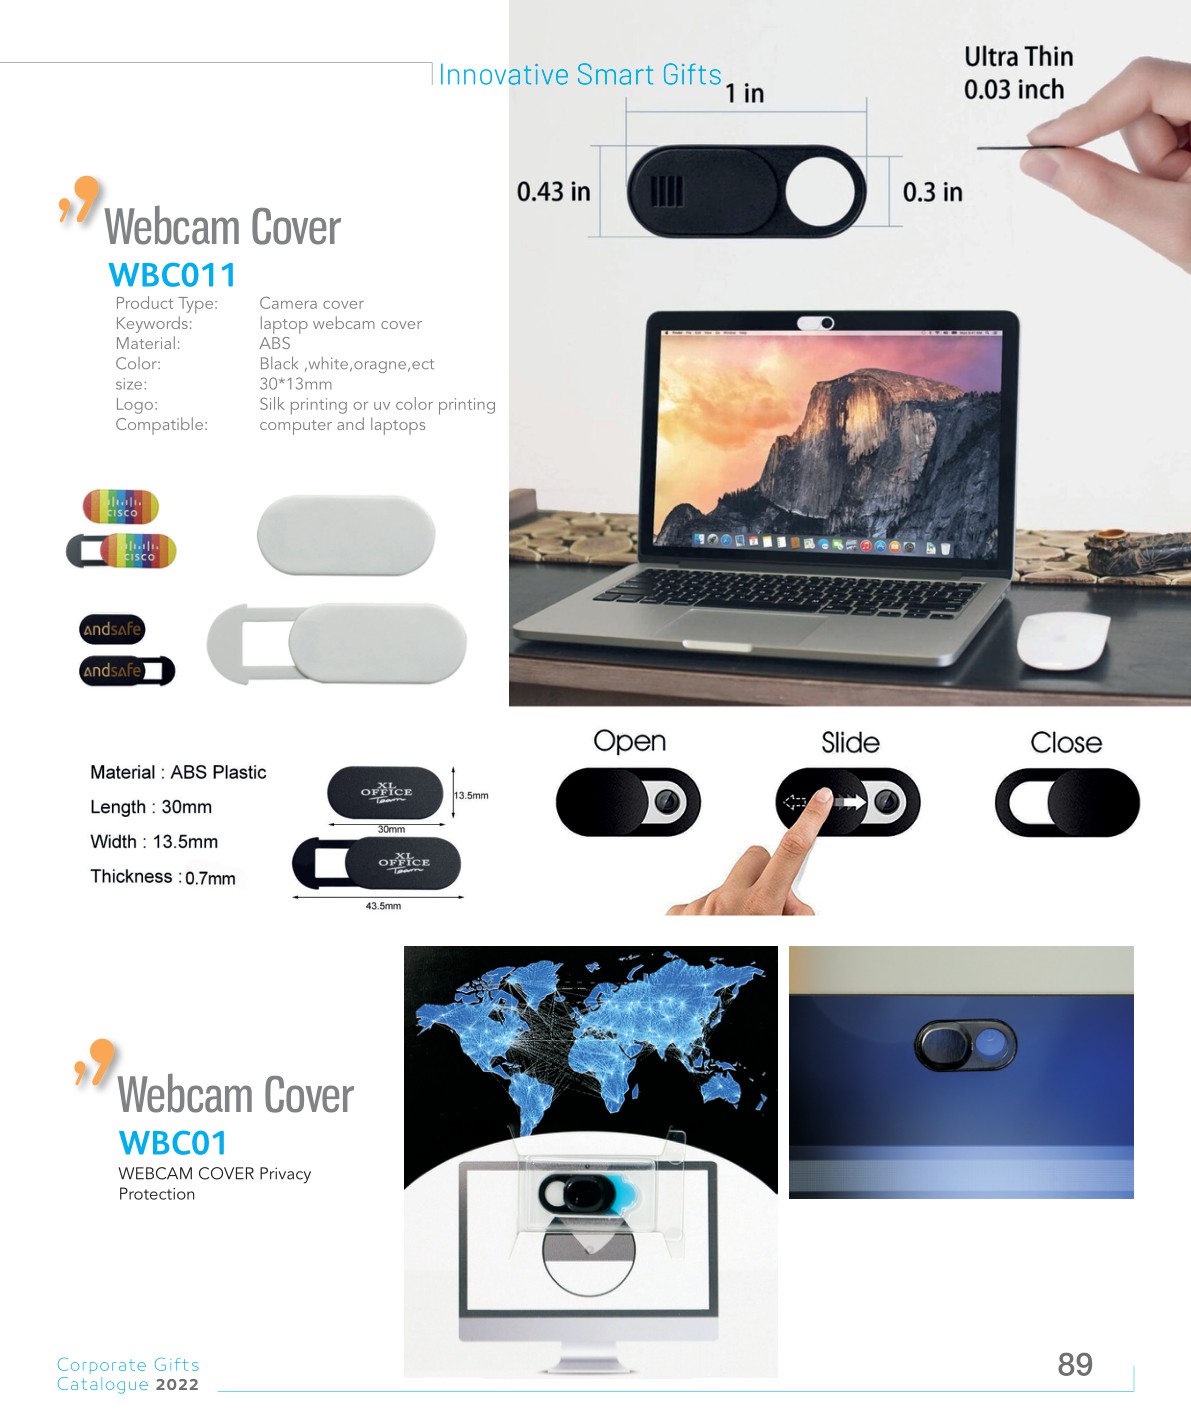 Innovative Smart Gifts
Ultra Thin
0.03 inch
1 in
0.43 in
0.3 in
Webcam Cover
WBC011
Product Type: Camera cover
Keywords: laptop webcam cover
Material: ABS
Color: Black ,white,oragne,ect
size: 30*13mm
Logo: Silk printing or uv color printing
Compatible: computer and laptops
CISCO
CISCO
andsafe
andsafe
Material : ABS Plastic
Length : 30mm
Width : 13.5mm
Thickness : 0.7mm
XL
OFFICE
Team
13.5mm
30mm
XL
OFFICE
Team
43.5mm
Open
Slide
Close
Webcam Cover
WBC01
WEBCAM COVER Privacy
Protection
Corporate Gifts
Catalogue 2022
89